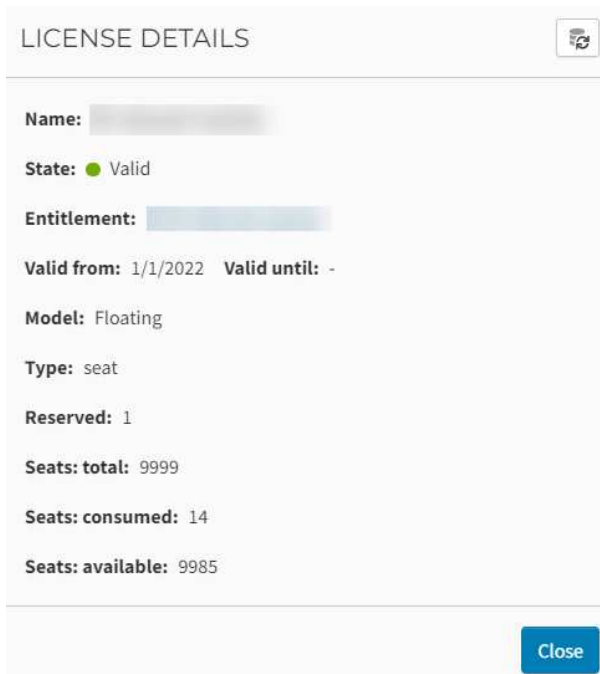 LICENSE DETAILS
Name:
State: Valid
Entitlement:
Valid from: 1/1/2022 Valid until: -
Model: Floating
Type: seat
Reserved: 1
Seats: total: 9999
Seats: consumed: 14
Seats: available: 9985
Close